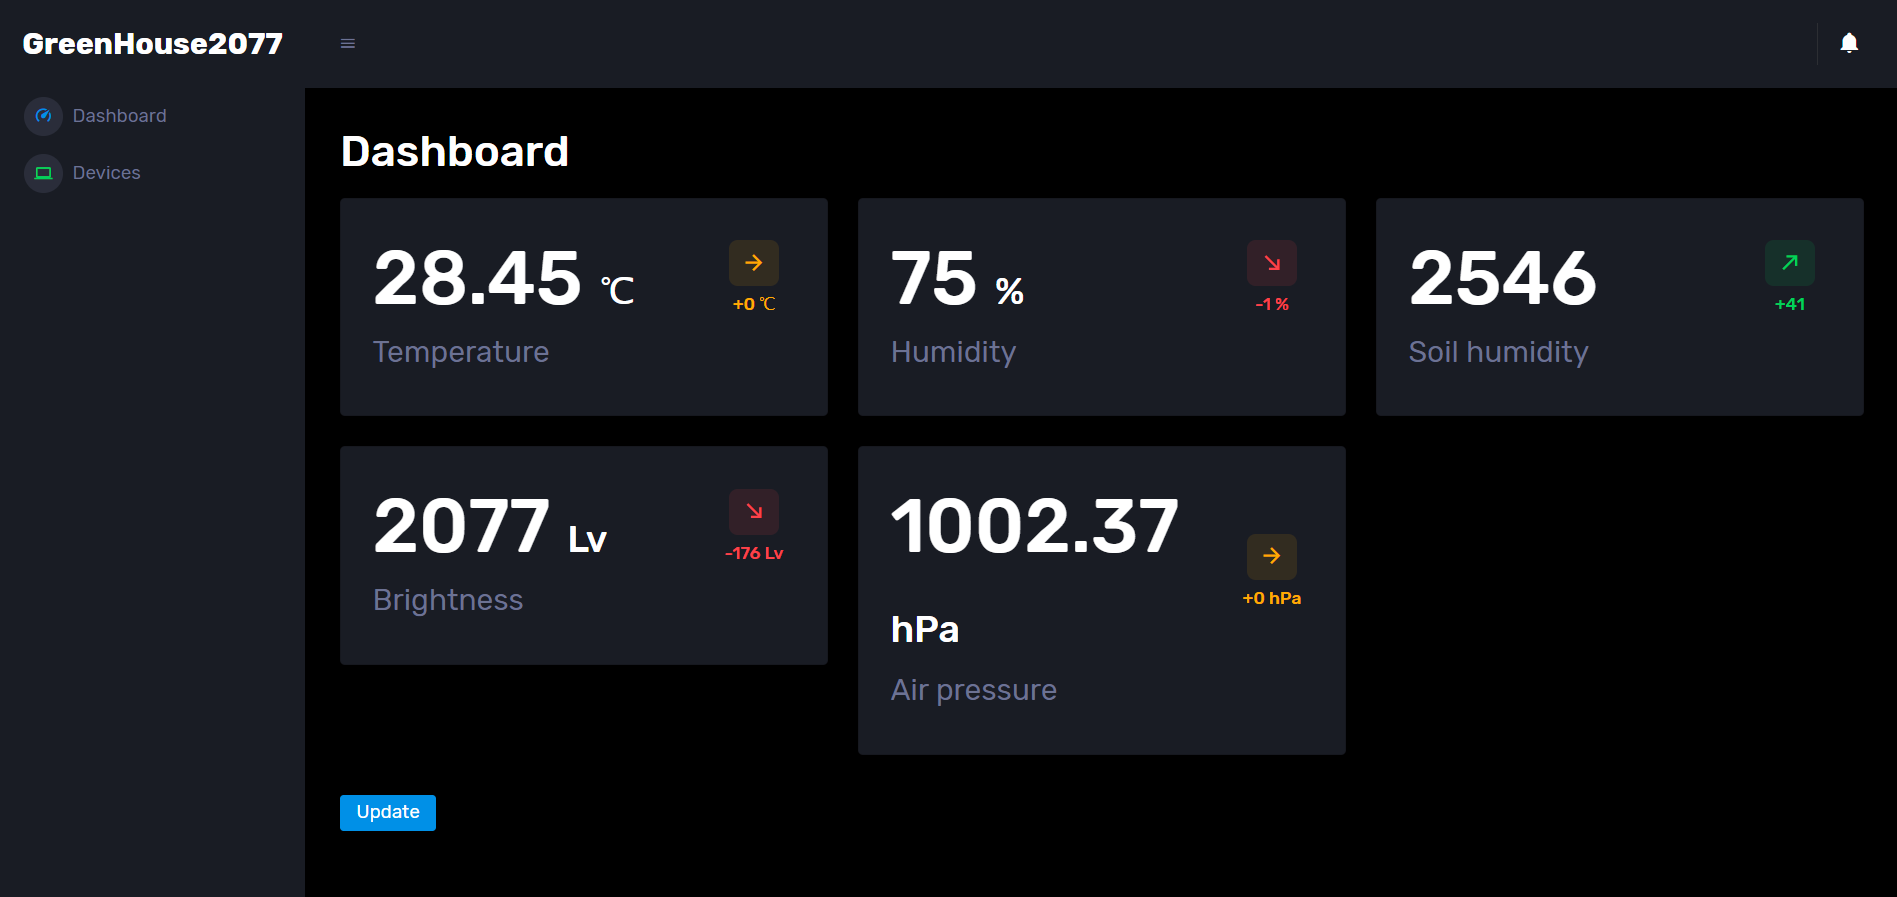 GreenHouse2077
Dashboard
Devices
Dashboard
28.45 ℃
+0 ℃
Temperature
75 %
-1 %
Humidity
2546
+41
Soil humidity
2077 Lv
-176 Lv
Brightness
1002.37
hPa
+0 hPa
Air pressure
Update